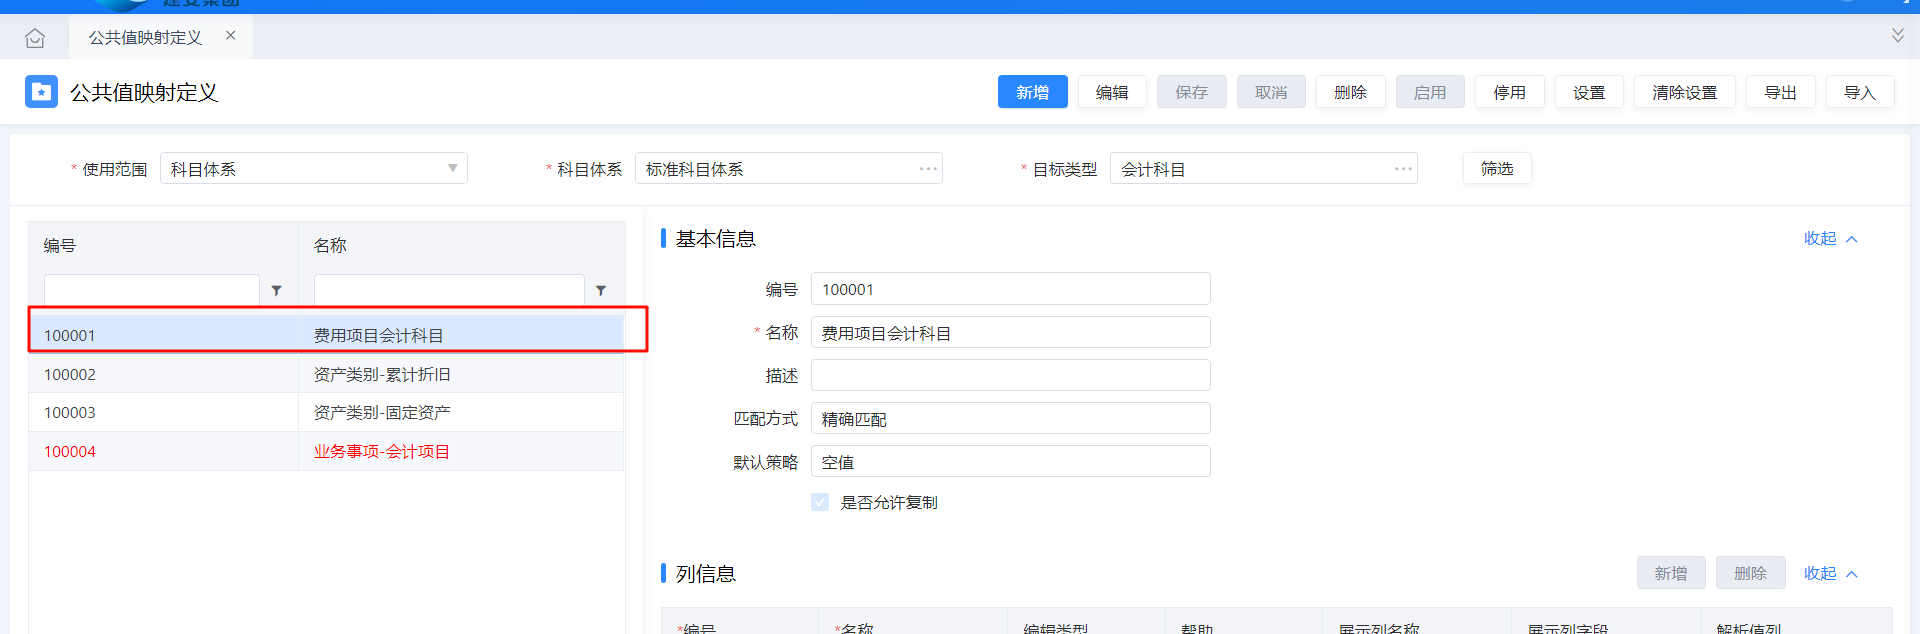 建安集团
公共值映射定义 ×
公共值映射定义 新增 编辑 保存 取消 删除 启用 停用 设置 清除设置 导出 导入
* 使用范围 科目体系 * 科目体系 标准科目体系 ··· * 目标类型 会计科目 ··· 筛选
编号 名称
100001 费用项目会计科目
100002 资产类别-累计折旧
100003 资产类别-固定资产
100004 业务事项-会计项目
基本信息 收起
编号 100001
* 名称 费用项目会计科目
描述
匹配方式 精确匹配
默认策略 空值
是否允许复制
列信息 新增 删除 收起
*编号 *名称 编辑类型 帮助 展示列名称 展示列字段 解析值列